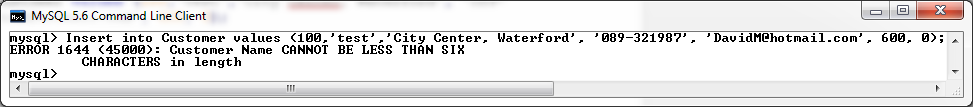 MySQL 5.6 Command Line Client
mysql> Insert into Customer values (100,'test','City Center, Waterford', '089-321987', 'DavidM@hotmail.com', 600, 0);
ERROR 1644 (45000): Customer Name CANNOT BE LESS THAN SIX
CHARACTERS in length
mysql>